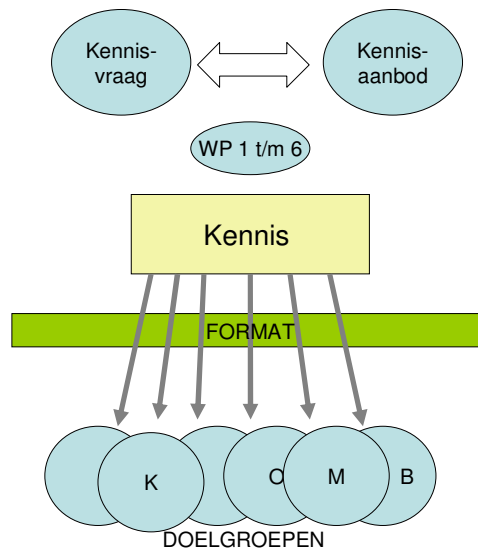 Kennis-
vraag
Kennis-
aanbod
WP 1 t/m 6
Kennis
FORMAT
K
O
M
B
DOELGROEPEN